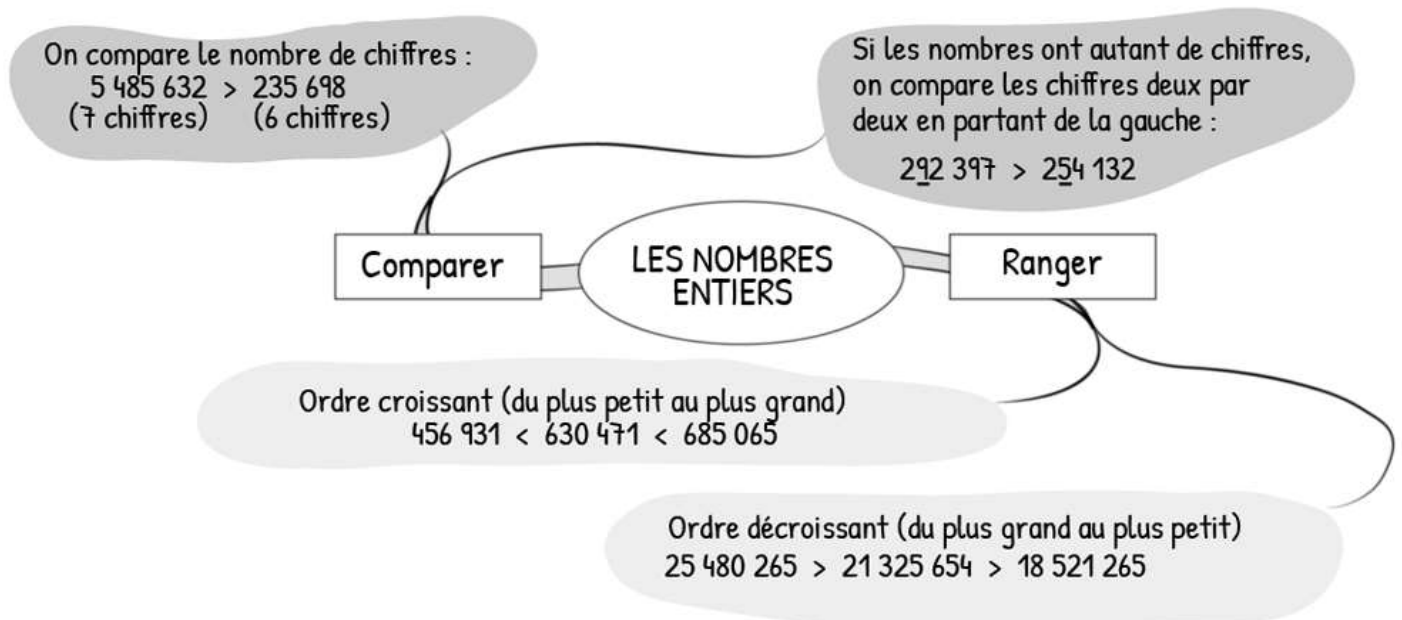 On compare le nombre de chiffres :
5 485 632 > 235 698
(7 chiffres) (6 chiffres)
Si les nombres ont autant de chiffres,
on compare les chiffres deux par
deux en partant de la gauche :
292 397 > 254 132
Comparer
LES NOMBRES
ENTIERS
Ranger
Ordre croissant (du plus petit au plus grand)
456 931 < 630 471 < 685 065
Ordre décroissant (du plus grand au plus petit)
25 480 265 > 21 325 654 > 18 521 265